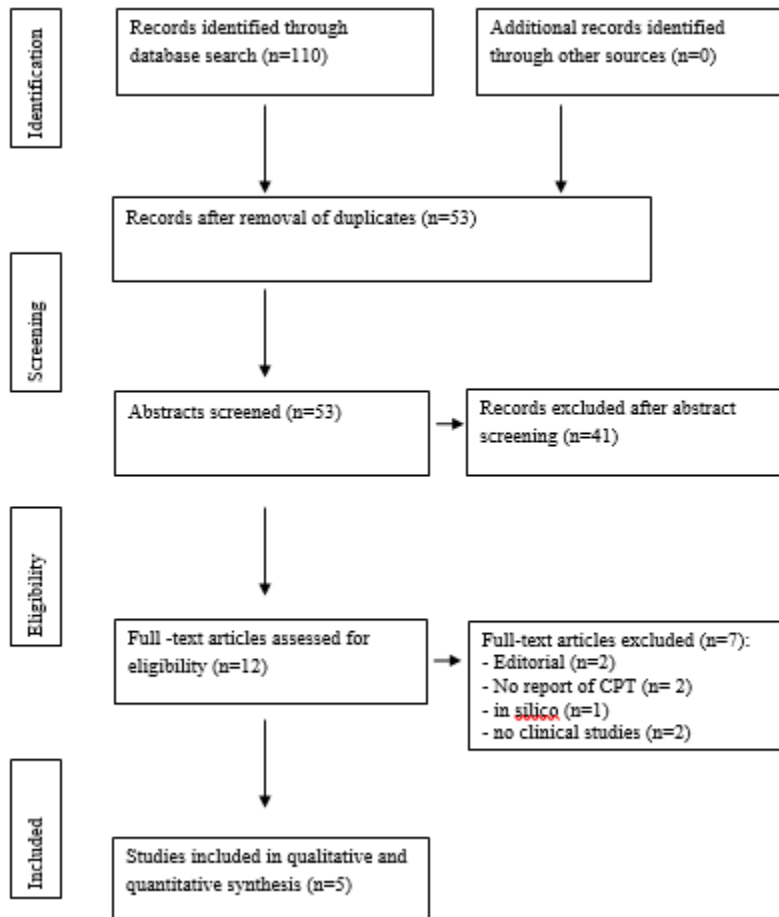 Identification
Records identified through
database search (n=110)
Additional records identified
through other sources (n=0)
Records after removal of duplicates (n=53)
Screening
Abstracts screened (n=53)
Records excluded after abstract
screening (n=41)
Eligibility
Full -text articles assessed for
eligibility (n=12)
Full-text articles excluded (n=7):
- Editorial (n=2)
- No report of CPT (n= 2)
- in silico (n=1)
- no clinical studies (n=2)
Included
Studies included in qualitative and
quantitative synthesis (n=5)